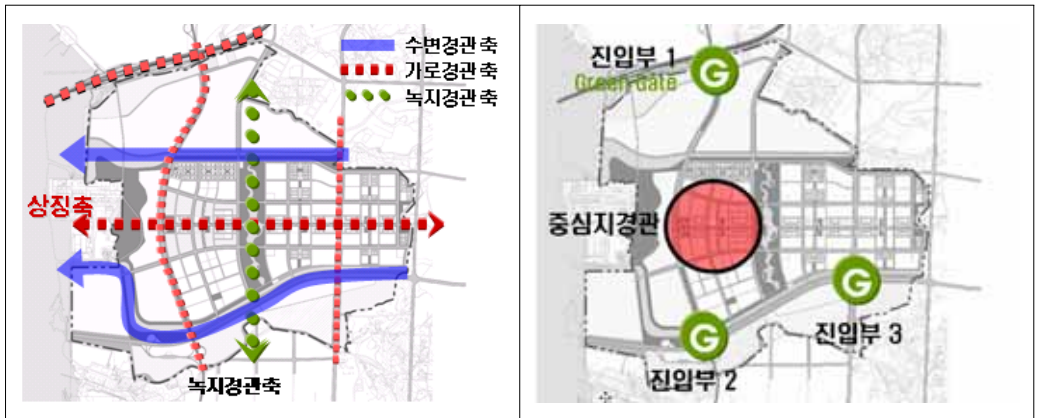 수변경관축
가로경관축
녹지경관축
상징축
녹지경관축
진입부 1
Green Gate
G
중심지경관
G
진입부 3
G
진입부 2